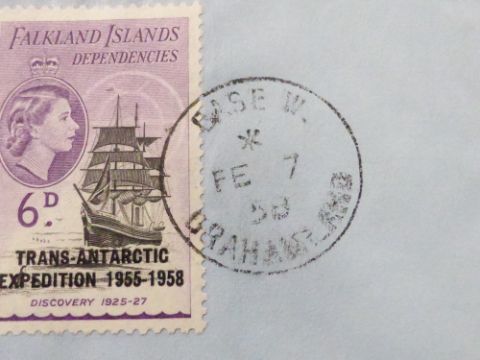 FALKLAND ISLANDS
DEPENDENCIES
6D.
TRANS-ANTARCTIC
EXPEDITION 1955-1958
DISCOVERY 1925-27
BASE W.
*
FE 7
58
GRAHAMLAND